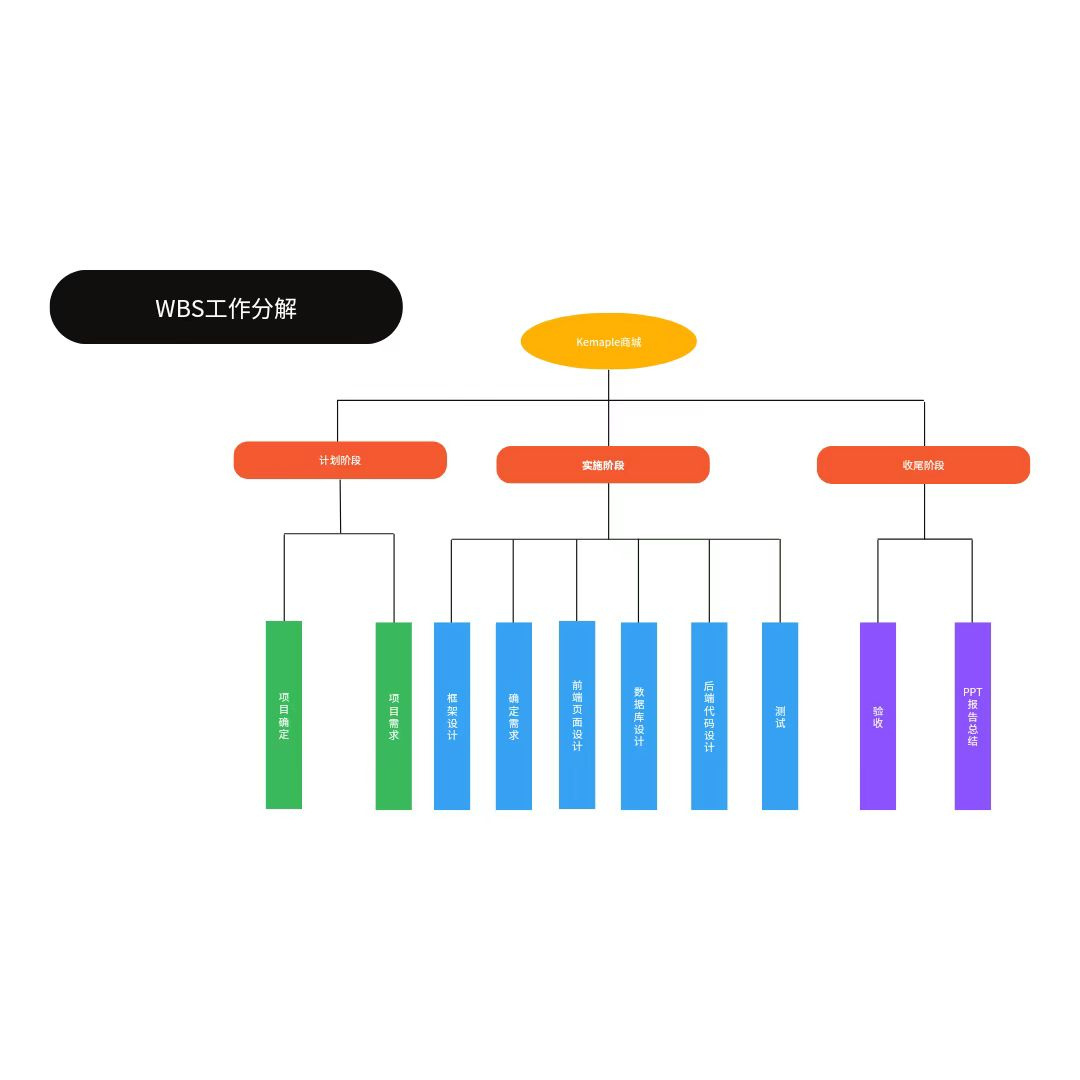 WBS工作分解
Kemaple商城
计划阶段
实施阶段
收尾阶段
项目确定
项目需求
框架设计
确定需求
前端页面设计
数据库设计
后端代码设计
测试
验收
PPT报告总结